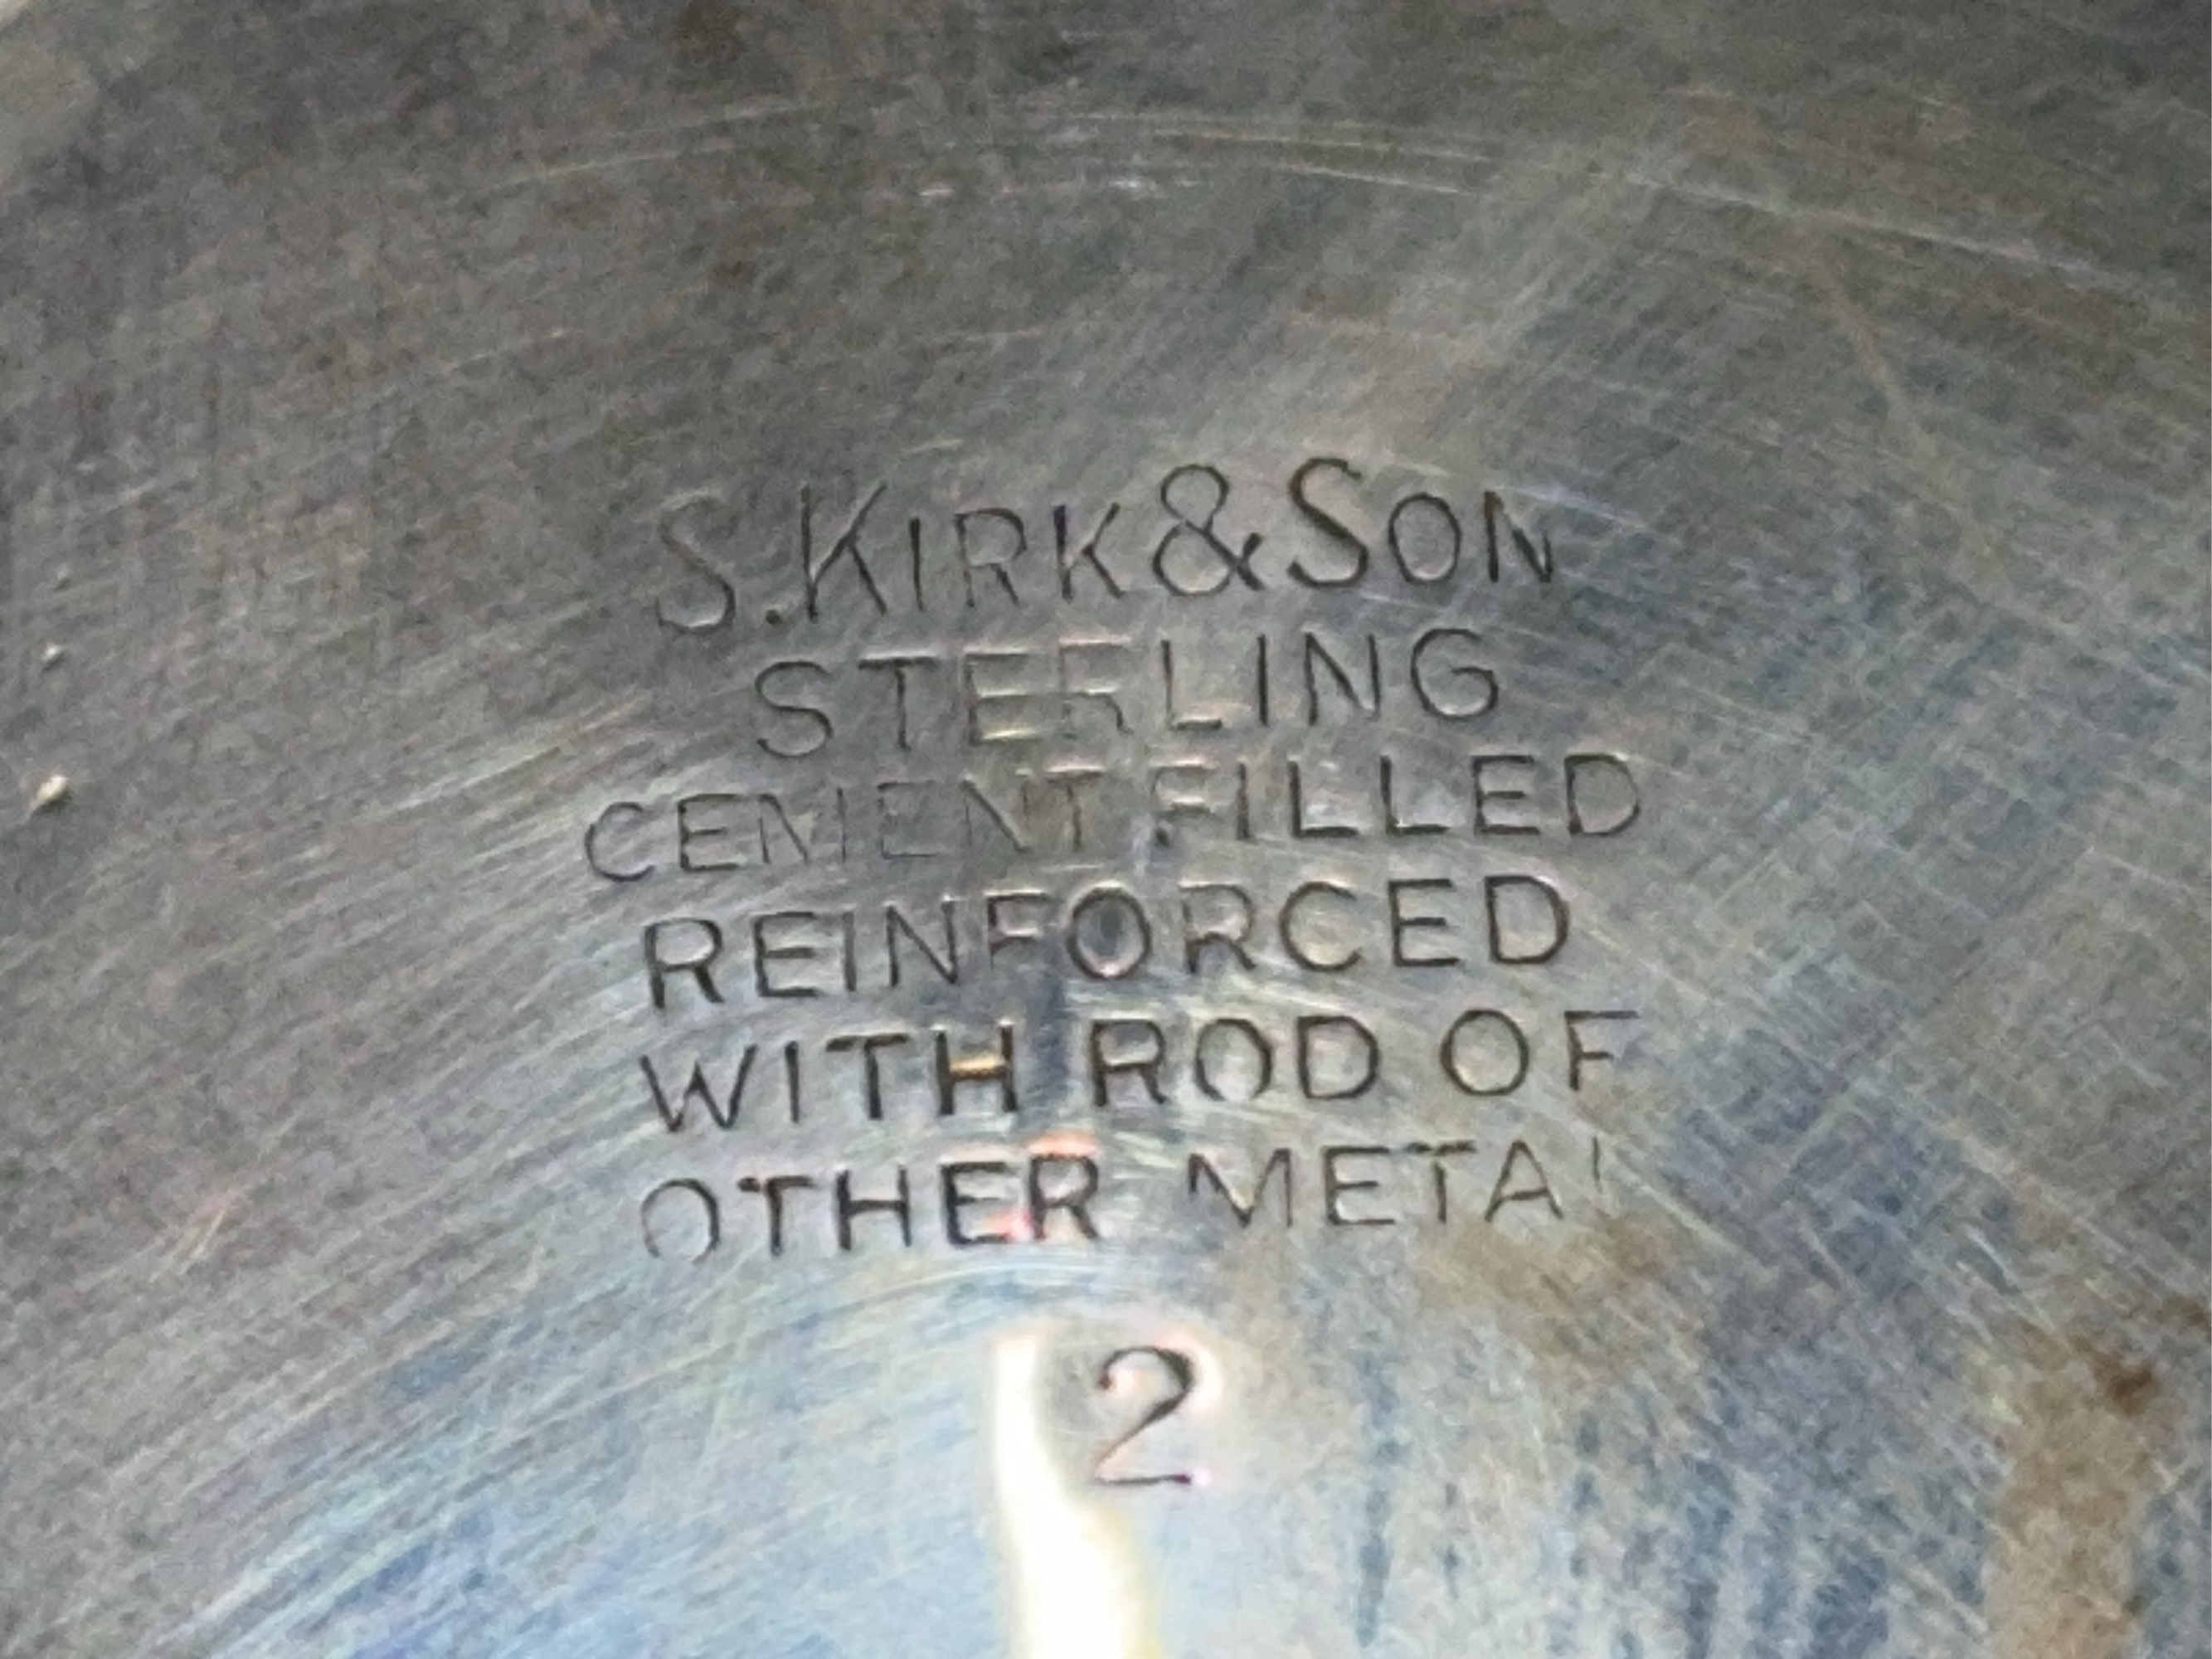 S. KIRK & SON
STERLING
CEMENT FILLED
REINFORCED
WITH ROD OF
OTHER METAL
2